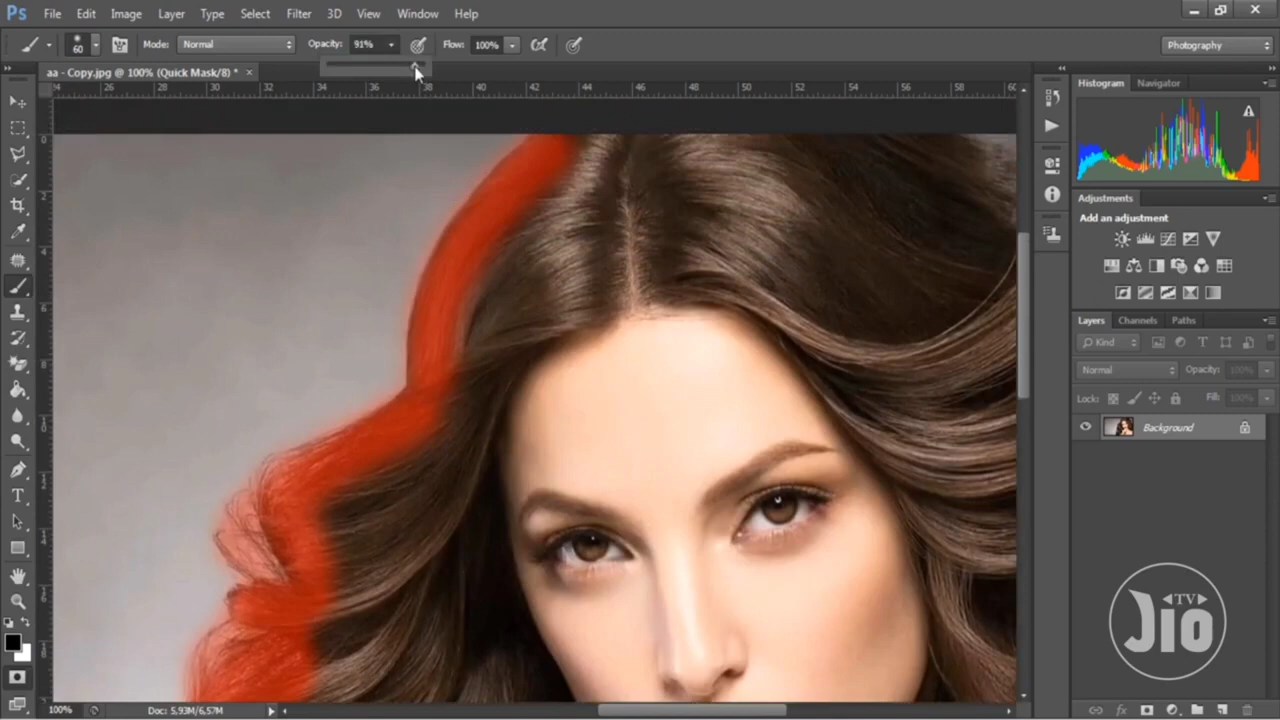 Ps File Edit Image Layer Type Select Filter 3D View Window Help
60 Mode: Normal Opacity: 91% Flow: 100% Photography
aa - Copy.jpg @ 100% (Quick Mask/8) * ×
26 28 30 32 34 36 38 40 42 44 46 48 50 52 54 56 58
Histogram Navigator
Adjustments
Add an adjustment
Layers Channels Paths
Kind
Normal Opacity: 100%
Lock: Fill: 100%
Background
TV
Jio
100% Doc: 5.93M/6.57M